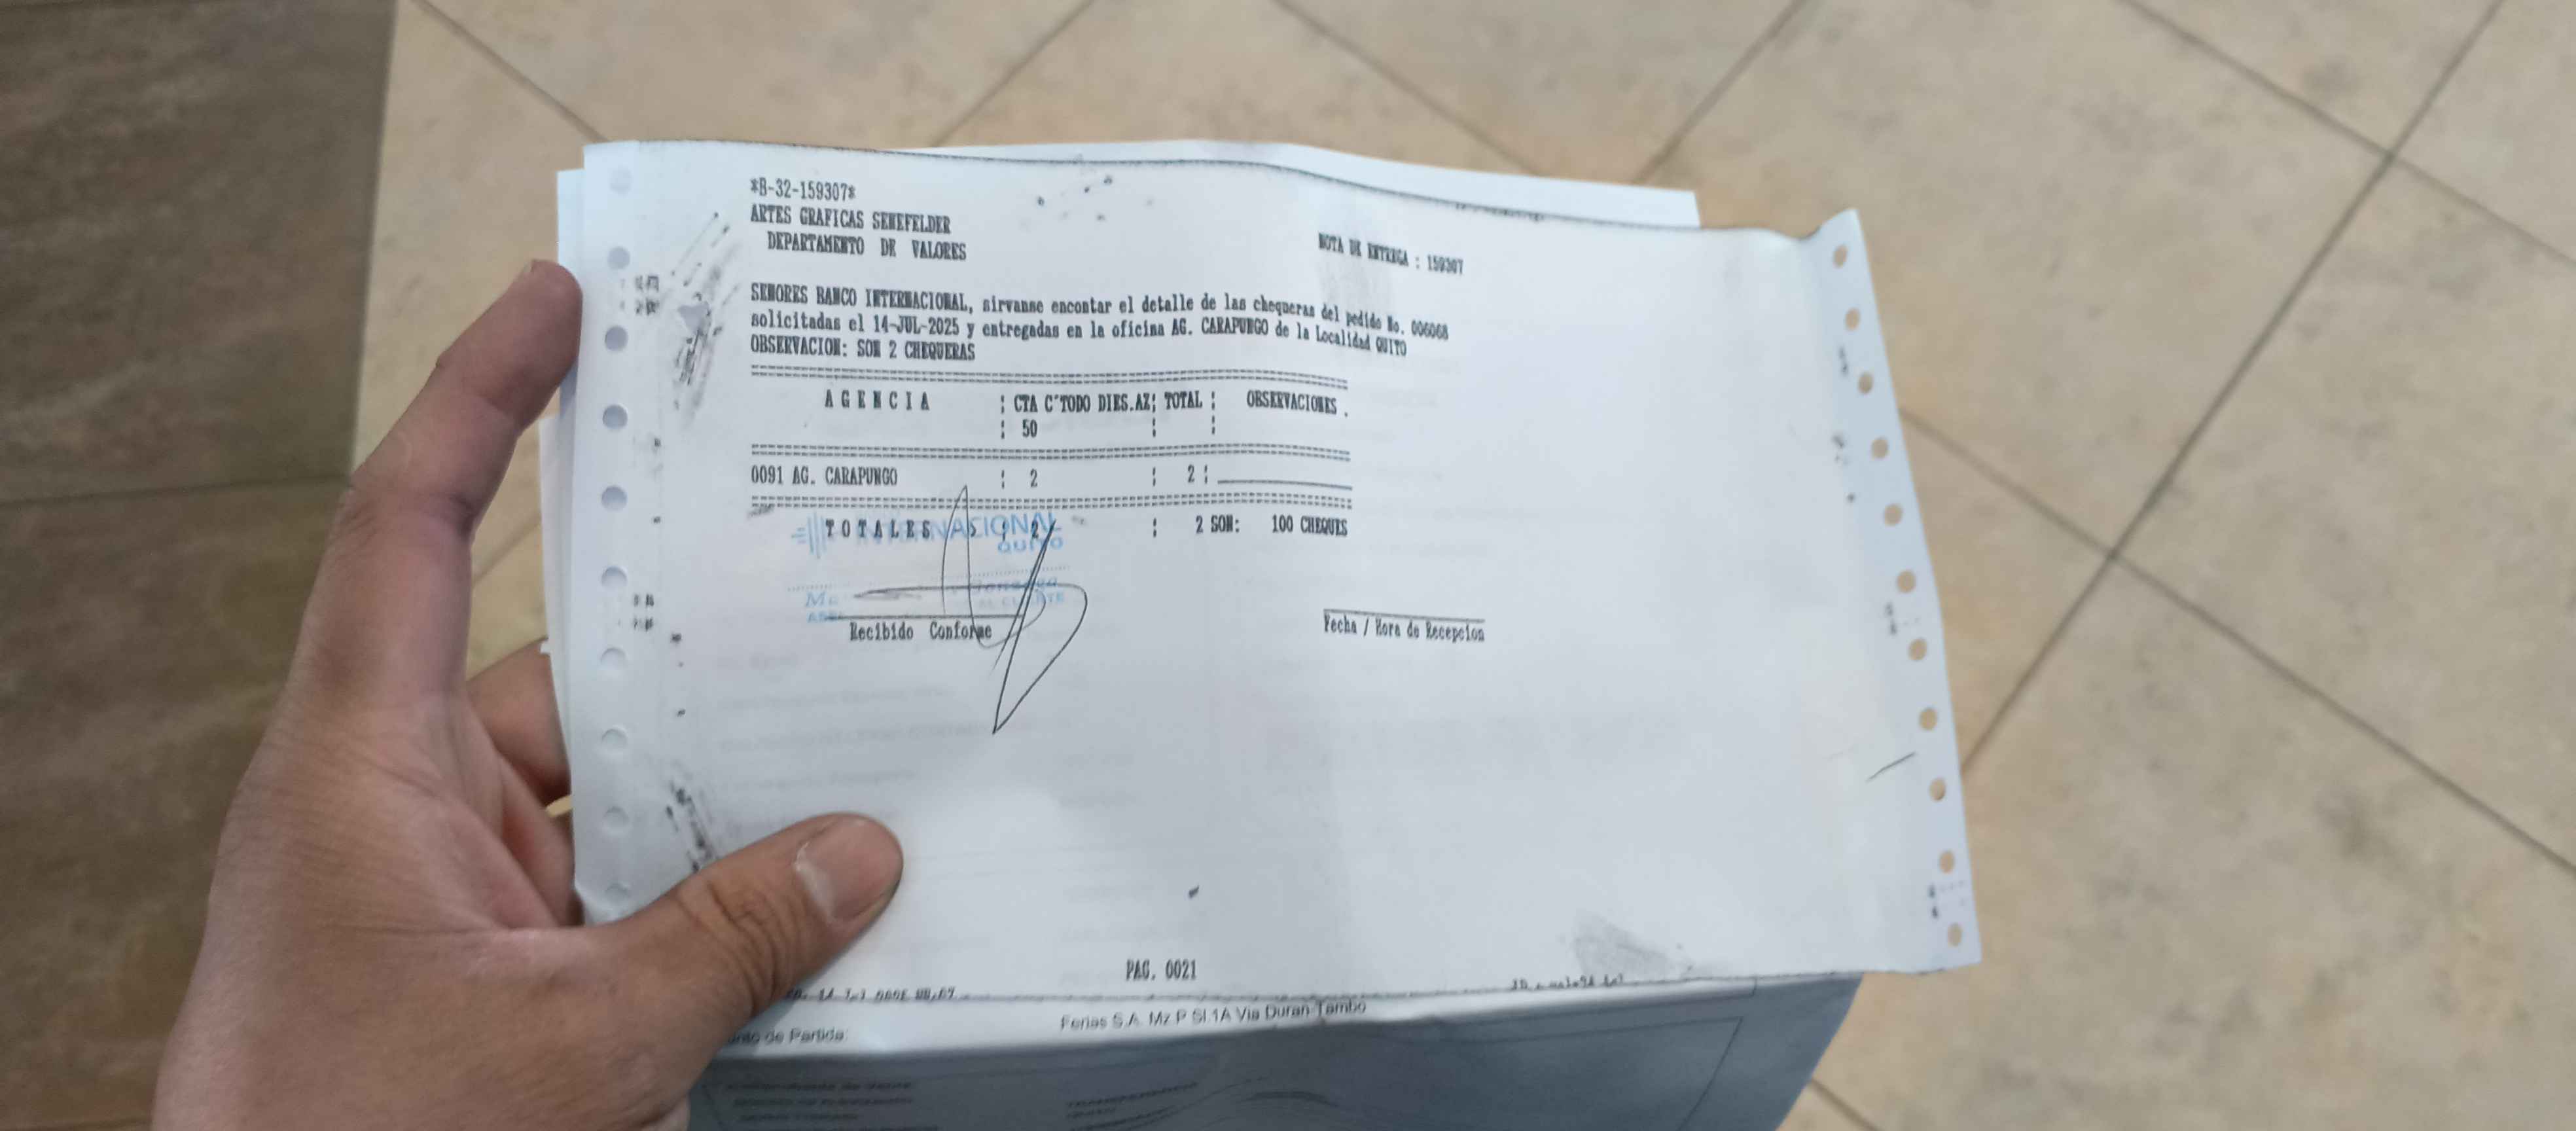 *B-32-159307*
ARTES GRAFICAS SENEFELDER
DEPARTAMENTO DE VALORES
NOTA DE ENTREGA : 159307
SENORES BANCO INTERNACIONAL, sirvanse encontar el detalle de las chequeras del pedido No. 006068
solicitadas el 14-JUL-2025 y entregadas en la oficina AG. CARAPUNGO de la Localidad QUITO
OBSERVACION: SON 2 CHEQUERAS
A G E N C I A ¦ CTA C´TODO DIES.AZ¦ TOTAL ¦ OBSERVACIONES .
¦ 50 ¦ ¦
0091 AG. CARAPUNGO ¦ 2 ¦ 2 ¦
T O T A L E S ¦ 2 ¦ 2 SON: 100 CHEQUES
INTERNACIONAL
QUITO
Recibido Conforme
Fecha / Hora de Recepcion
PAG. 0021
Ferias S.A. Mz.P Sl.1A Via Duran Tambo
de Partida: